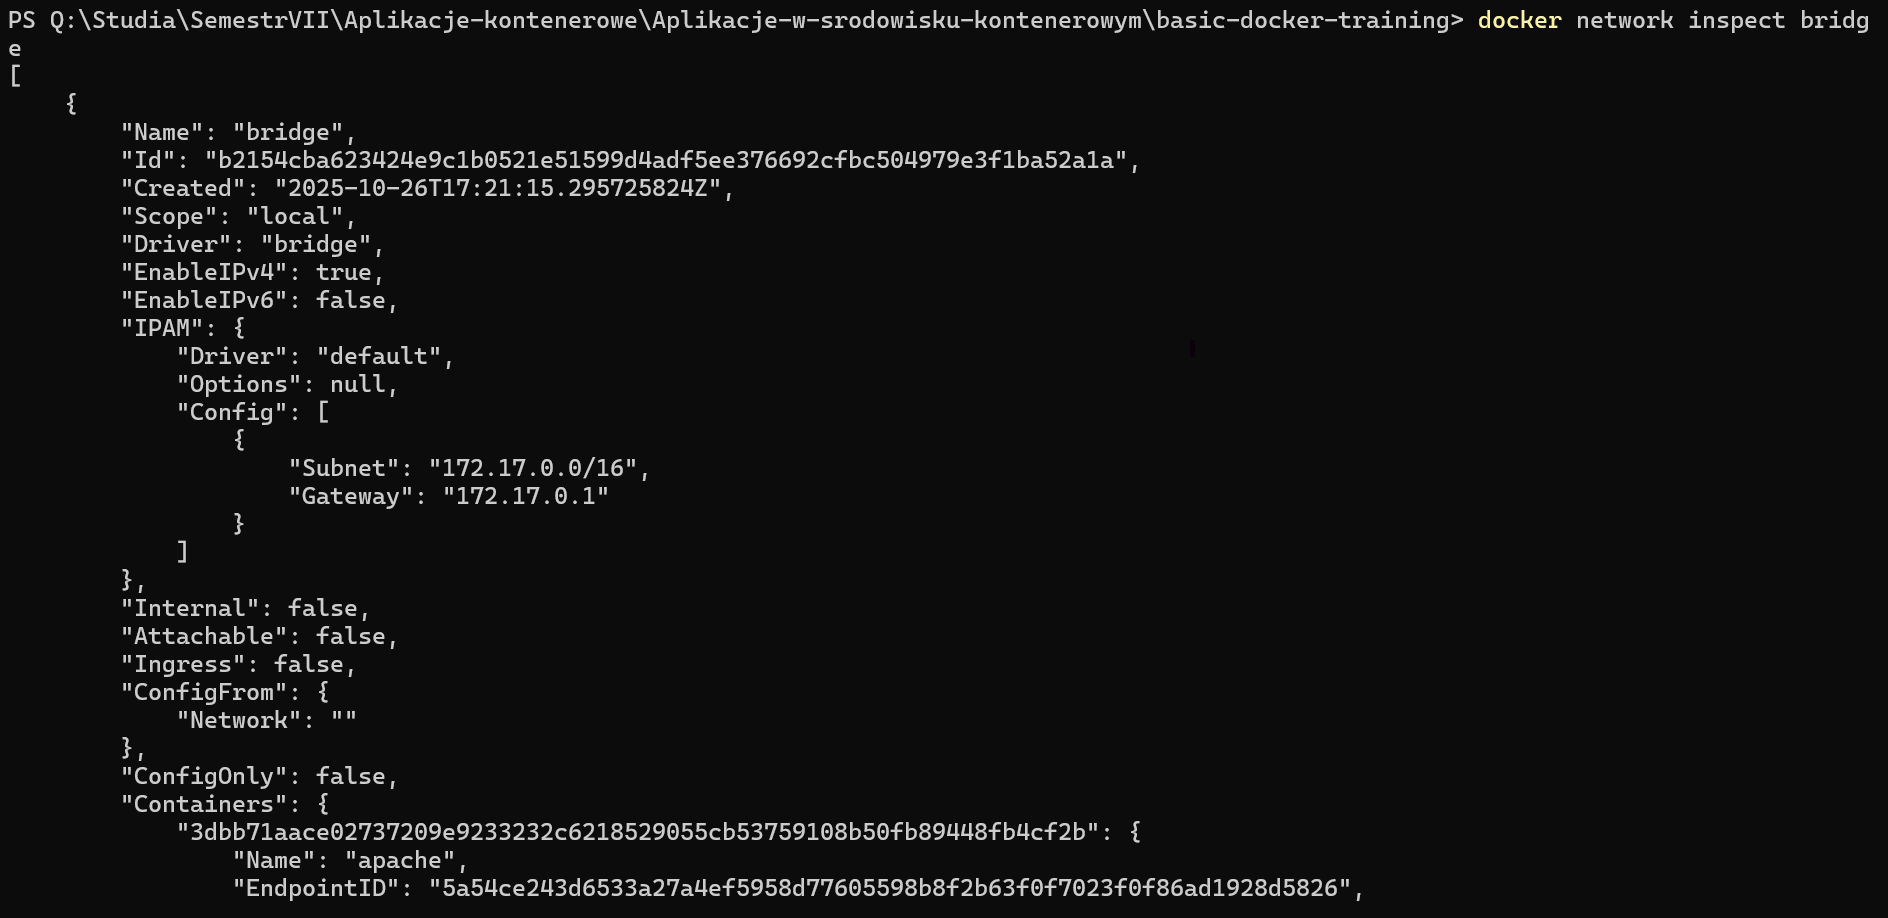 PS Q:\Studia\SemestrVII\Aplikacje-kontenerowe\Aplikacje-w-srodowisku-kontenerowym\basic-docker-training> docker network inspect bridg
e
[
    {
        "Name": "bridge",
        "Id": "b2154cba623424e9c1b0521e51599d4adf5ee376692cfbc504979e3f1ba52a1a",
        "Created": "2025-10-26T17:21:15.295725824Z",
        "Scope": "local",
        "Driver": "bridge",
        "EnableIPv4": true,
        "EnableIPv6": false,
        "IPAM": {
            "Driver": "default",
            "Options": null,
            "Config": [
                {
                    "Subnet": "172.17.0.0/16",
                    "Gateway": "172.17.0.1"
                }
            ]
        },
        "Internal": false,
        "Attachable": false,
        "Ingress": false,
        "ConfigFrom": {
            "Network": ""
        },
        "ConfigOnly": false,
        "Containers": {
            "3dbb71aace02737209e9233232c6218529055cb53759108b50fb89448fb4cf2b": {
                "Name": "apache",
                "EndpointID": "5a54ce243d6533a27a4ef5958d77605598b8f2b63f0f7023f0f86ad1928d5826",